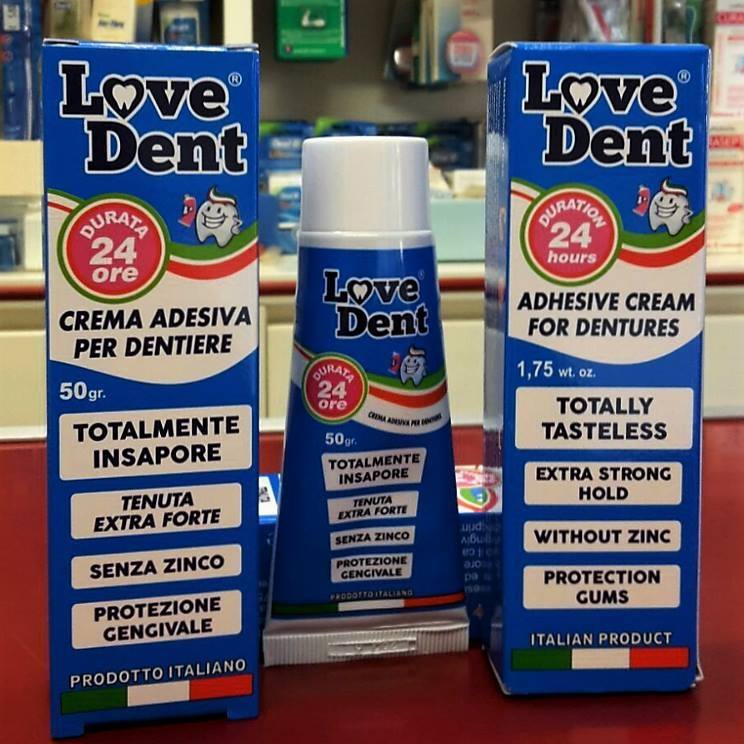 Love®
Dent
DURATA
24
ore
CREMA ADESIVA
PER DENTIERE
50gr.
TOTALMENTE
INSAPORE
TENUTA
EXTRA FORTE
SENZA ZINCO
PROTEZIONE
GENGIVALE
PRODOTTO ITALIANO
Love®
Dent
DURATA
24
ore
CREMA ADESIVA PER DENTIERE
50gr.
TOTALMENTE
INSAPORE
TENUTA
EXTRA FORTE
SENZA ZINCO
PROTEZIONE
GENGIVALE
PRODOTTO ITALIANO
Love®
Dent
DURATION
24
hours
ADHESIVE CREAM
FOR DENTURES
1,75 wt. oz.
TOTALLY
TASTELESS
EXTRA STRONG
HOLD
WITHOUT ZINC
PROTECTION
GUMS
ITALIAN PRODUCT